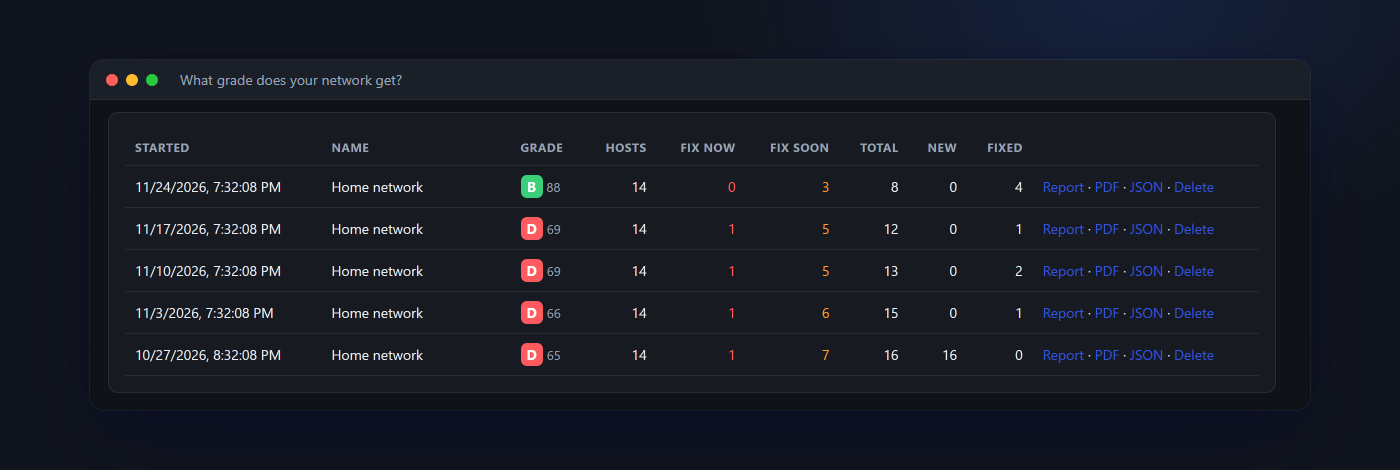 What grade does your network get?
STARTED NAME GRADE HOSTS FIX NOW FIX SOON TOTAL NEW FIXED
11/24/2026, 7:32:08 PM Home network B 88 14 0 3 8 0 4 Report · PDF · JSON · Delete
11/17/2026, 7:32:08 PM Home network D 69 14 1 5 12 0 1 Report · PDF · JSON · Delete
11/10/2026, 7:32:08 PM Home network D 69 14 1 5 13 0 2 Report · PDF · JSON · Delete
11/3/2026, 7:32:08 PM Home network D 66 14 1 6 15 0 1 Report · PDF · JSON · Delete
10/27/2026, 8:32:08 PM Home network D 65 14 1 7 16 16 0 Report · PDF · JSON · Delete